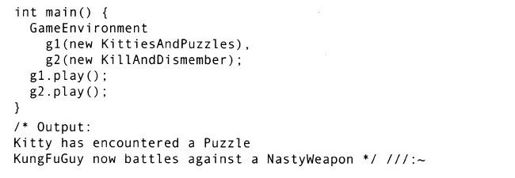 int main() {
  GameEnvironment
    g1(new KittiesAndPuzzles),
    g2(new KillAndDismember);
  g1.play();
  g2.play();
}
/* Output:
Kitty has encountered a Puzzle
KungFuGuy now battles against a NastyWeapon */ ///:~